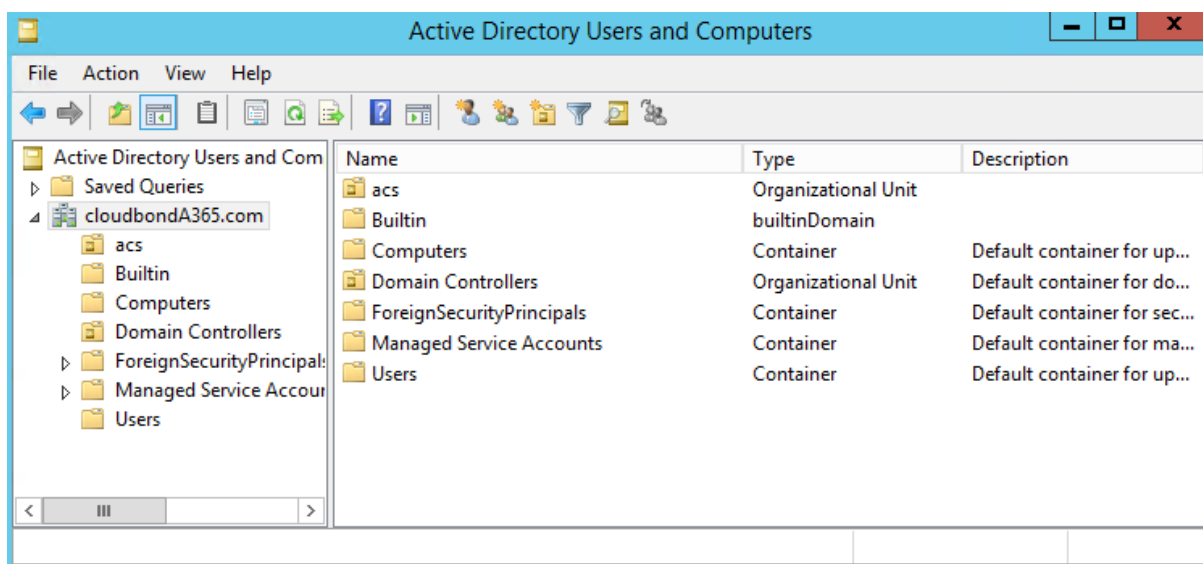 Active Directory Users and Computers
File Action View Help
Active Directory Users and Com
Saved Queries
cloudbondA365.com
acs
Builtin
Computers
Domain Controllers
ForeignSecurityPrincipals
Managed Service Accour
Users
Name Type Description
acs Organizational Unit
Builtin builtinDomain
Computers Container Default container for up...
Domain Controllers Organizational Unit Default container for do...
ForeignSecurityPrincipals Container Default container for sec...
Managed Service Accounts Container Default container for ma...
Users Container Default container for up...